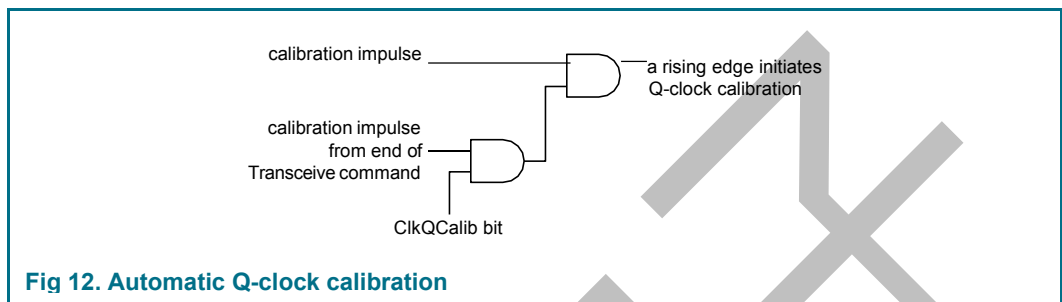 calibration impulse
a rising edge initiates
Q-clock calibration
calibration impulse
from end of
Transceive command
ClkQCalib bit
Fig 12. Automatic Q-clock calibration